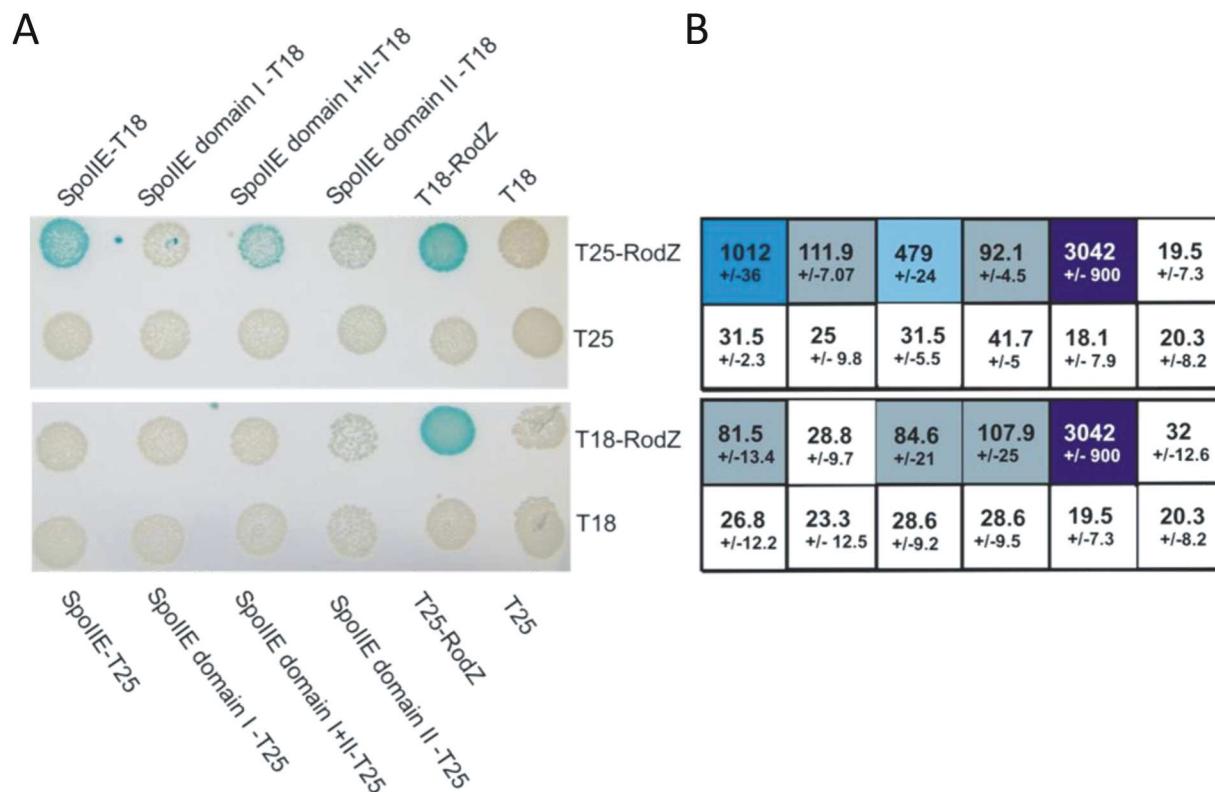 A
B
SpoIIE-T18
SpoIIE domain I -T18
SpoIIE domain I+II-T18
SpoIIE domain II -T18
T18-RodZ
T18
T25-RodZ
T25
T18-RodZ
T18
SpoIIE-T25
SpoIIE domain I -T25
SpoIIE domain I+II-T25
SpoIIE domain II -T25
T25-RodZ
T25
1012 111.9 479 92.1 3042 19.5
+/-36 +/-7.07 +/-24 +/-4.5 +/- 900 +/-7.3
31.5 25 31.5 41.7 18.1 20.3
+/-2.3 +/- 9.8 +/-5.5 +/-5 +/- 7.9 +/-8.2
81.5 28.8 84.6 107.9 3042 32
+/-13.4 +/-9.7 +/-21 +/-25 +/- 900 +/-12.6
26.8 23.3 28.6 28.6 19.5 20.3
+/-12.2 +/- 12.5 +/-9.2 +/-9.5 +/-7.3 +/-8.2